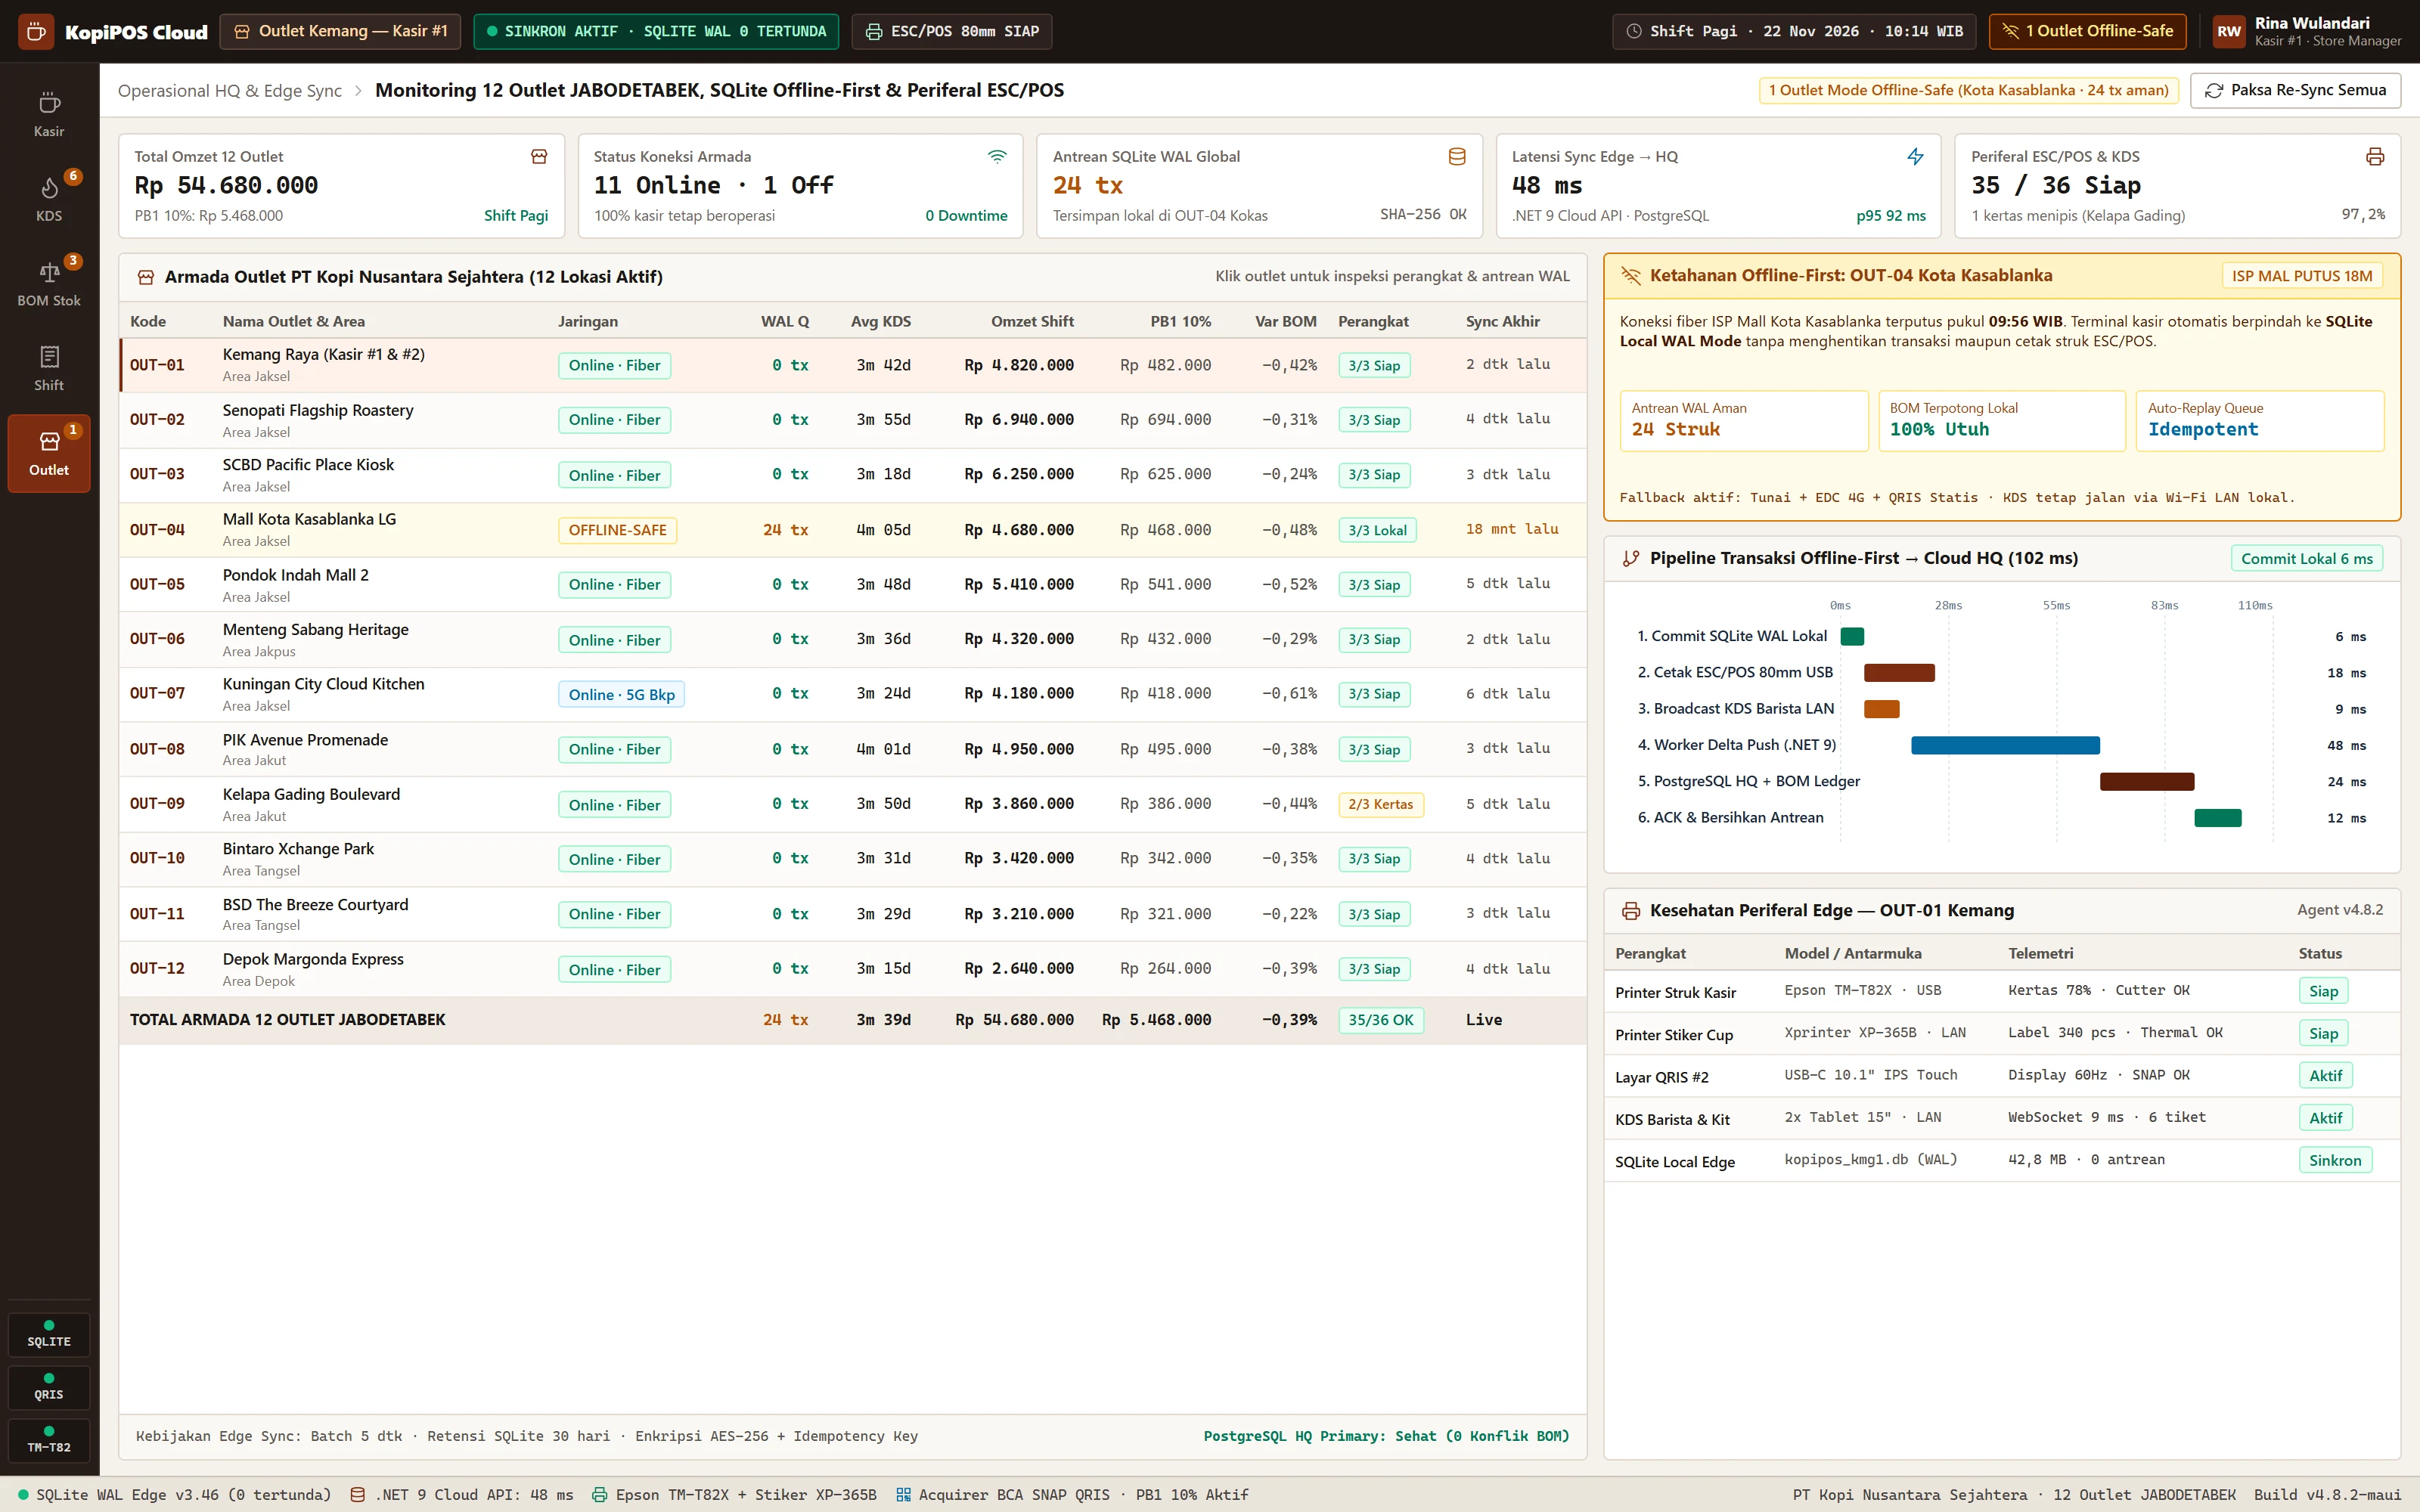 KopiPOS Cloud
Outlet Kemang — Kasir #1
SINKRON AKTIF · SQLITE WAL 0 TERTUNDA
ESC/POS 80mm SIAP
Shift Pagi · 22 Nov 2026 · 10:14 WIB
1 Outlet Offline-Safe
RW
Rina Wulandari
Kasir #1 · Store Manager
Kasir
6
KDS
3
BOM Stok
Shift
1
Outlet
SQLITE
QRIS
TM-T82
Operasional HQ & Edge Sync > Monitoring 12 Outlet JABODETABEK, SQLite Offline-First & Periferal ESC/POS
1 Outlet Mode Offline-Safe (Kota Kasablanka · 24 tx aman)
Paksa Re-Sync Semua
Total Omzet 12 Outlet
Rp 54.680.000
PB1 10%: Rp 5.468.000 Shift Pagi
Status Koneksi Armada
11 Online · 1 Off
100% kasir tetap beroperasi 0 Downtime
Antrean SQLite WAL Global
24 tx
Tersimpan lokal di OUT-04 Kokas SHA-256 OK
Latensi Sync Edge → HQ
48 ms
.NET 9 Cloud API · PostgreSQL p95 92 ms
Periferal ESC/POS & KDS
35 / 36 Siap
1 kertas menipis (Kelapa Gading) 97,2%
Armada Outlet PT Kopi Nusantara Sejahtera (12 Lokasi Aktif) Klik outlet untuk inspeksi perangkat & antrean WAL
Kode Nama Outlet & Area Jaringan WAL Q Avg KDS Omzet Shift PB1 10% Var BOM Perangkat Sync Akhir
OUT-01 Kemang Raya (Kasir #1 & #2) Online · Fiber 0 tx 3m 42d Rp 4.820.000 Rp 482.000 −0,42% 3/3 Siap 2 dtk lalu
Area Jaksel
OUT-02 Senopati Flagship Roastery Online · Fiber 0 tx 3m 55d Rp 6.940.000 Rp 694.000 −0,31% 3/3 Siap 4 dtk lalu
Area Jaksel
OUT-03 SCBD Pacific Place Kiosk Online · Fiber 0 tx 3m 18d Rp 6.250.000 Rp 625.000 −0,24% 3/3 Siap 3 dtk lalu
Area Jaksel
OUT-04 Mall Kota Kasablanka LG OFFLINE-SAFE 24 tx 4m 05d Rp 4.680.000 Rp 468.000 −0,48% 3/3 Lokal 18 mnt lalu
Area Jaksel
OUT-05 Pondok Indah Mall 2 Online · Fiber 0 tx 3m 48d Rp 5.410.000 Rp 541.000 −0,52% 3/3 Siap 5 dtk lalu
Area Jaksel
OUT-06 Menteng Sabang Heritage Online · Fiber 0 tx 3m 36d Rp 4.320.000 Rp 432.000 −0,29% 3/3 Siap 2 dtk lalu
Area Jakpus
OUT-07 Kuningan City Cloud Kitchen Online · 5G Bkp 0 tx 3m 24d Rp 4.180.000 Rp 418.000 −0,61% 3/3 Siap 6 dtk lalu
Area Jaksel
OUT-08 PIK Avenue Promenade Online · Fiber 0 tx 4m 01d Rp 4.950.000 Rp 495.000 −0,38% 3/3 Siap 3 dtk lalu
Area Jakut
OUT-09 Kelapa Gading Boulevard Online · Fiber 0 tx 3m 50d Rp 3.860.000 Rp 386.000 −0,44% 2/3 Kertas 5 dtk lalu
Area Jakut
OUT-10 Bintaro Xchange Park Online · Fiber 0 tx 3m 31d Rp 3.420.000 Rp 342.000 −0,35% 3/3 Siap 4 dtk lalu
Area Tangsel
OUT-11 BSD The Breeze Courtyard Online · Fiber 0 tx 3m 29d Rp 3.210.000 Rp 321.000 −0,22% 3/3 Siap 3 dtk lalu
Area Tangsel
OUT-12 Depok Margonda Express Online · Fiber 0 tx 3m 15d Rp 2.640.000 Rp 264.000 −0,39% 3/3 Siap 4 dtk lalu
Area Depok
TOTAL ARMADA 12 OUTLET JABODETABEK 24 tx 3m 39d Rp 54.680.000 Rp 5.468.000 −0,39% 35/36 OK Live
Kebijakan Edge Sync: Batch 5 dtk · Retensi SQLite 30 hari · Enkripsi AES-256 + Idempotency Key PostgreSQL HQ Primary: Sehat (0 Konflik BOM)
Ketahanan Offline-First: OUT-04 Kota Kasablanka ISP MAL PUTUS 18M
Koneksi fiber ISP Mall Kota Kasablanka terputus pukul 09:56 WIB. Terminal kasir otomatis berpindah ke SQLite
Local WAL Mode tanpa menghentikan transaksi maupun cetak struk ESC/POS.
Antrean WAL Aman
24 Struk
BOM Terpotong Lokal
100% Utuh
Auto-Replay Queue
Idempotent
Fallback aktif: Tunai + EDC 4G + QRIS Statis · KDS tetap jalan via Wi-Fi LAN lokal.
Pipeline Transaksi Offline-First → Cloud HQ (102 ms) Commit Lokal 6 ms
0ms 28ms 55ms 83ms 110ms
1. Commit SQLite WAL Lokal 6 ms
2. Cetak ESC/POS 80mm USB 18 ms
3. Broadcast KDS Barista LAN 9 ms
4. Worker Delta Push (.NET 9) 48 ms
5. PostgreSQL HQ + BOM Ledger 24 ms
6. ACK & Bersihkan Antrean 12 ms
Kesehatan Periferal Edge — OUT-01 Kemang Agent v4.8.2
Perangkat Model / Antarmuka Telemetri Status
Printer Struk Kasir Epson TM-T82X · USB Kertas 78% · Cutter OK Siap
Printer Stiker Cup Xprinter XP-365B · LAN Label 340 pcs · Thermal OK Siap
Layar QRIS #2 USB-C 10.1" IPS Touch Display 60Hz · SNAP OK Aktif
KDS Barista & Kit 2x Tablet 15" · LAN WebSocket 9 ms · 6 tiket Aktif
SQLite Local Edge kopipos_kmg1.db (WAL) 42,8 MB · 0 antrean Sinkron
SQLite WAL Edge v3.46 (0 tertunda) .NET 9 Cloud API: 48 ms Epson TM-T82X + Stiker XP-365B Acquirer BCA SNAP QRIS · PB1 10% Aktif PT Kopi Nusantara Sejahtera · 12 Outlet JABODETABEK Build v4.8.2-maui